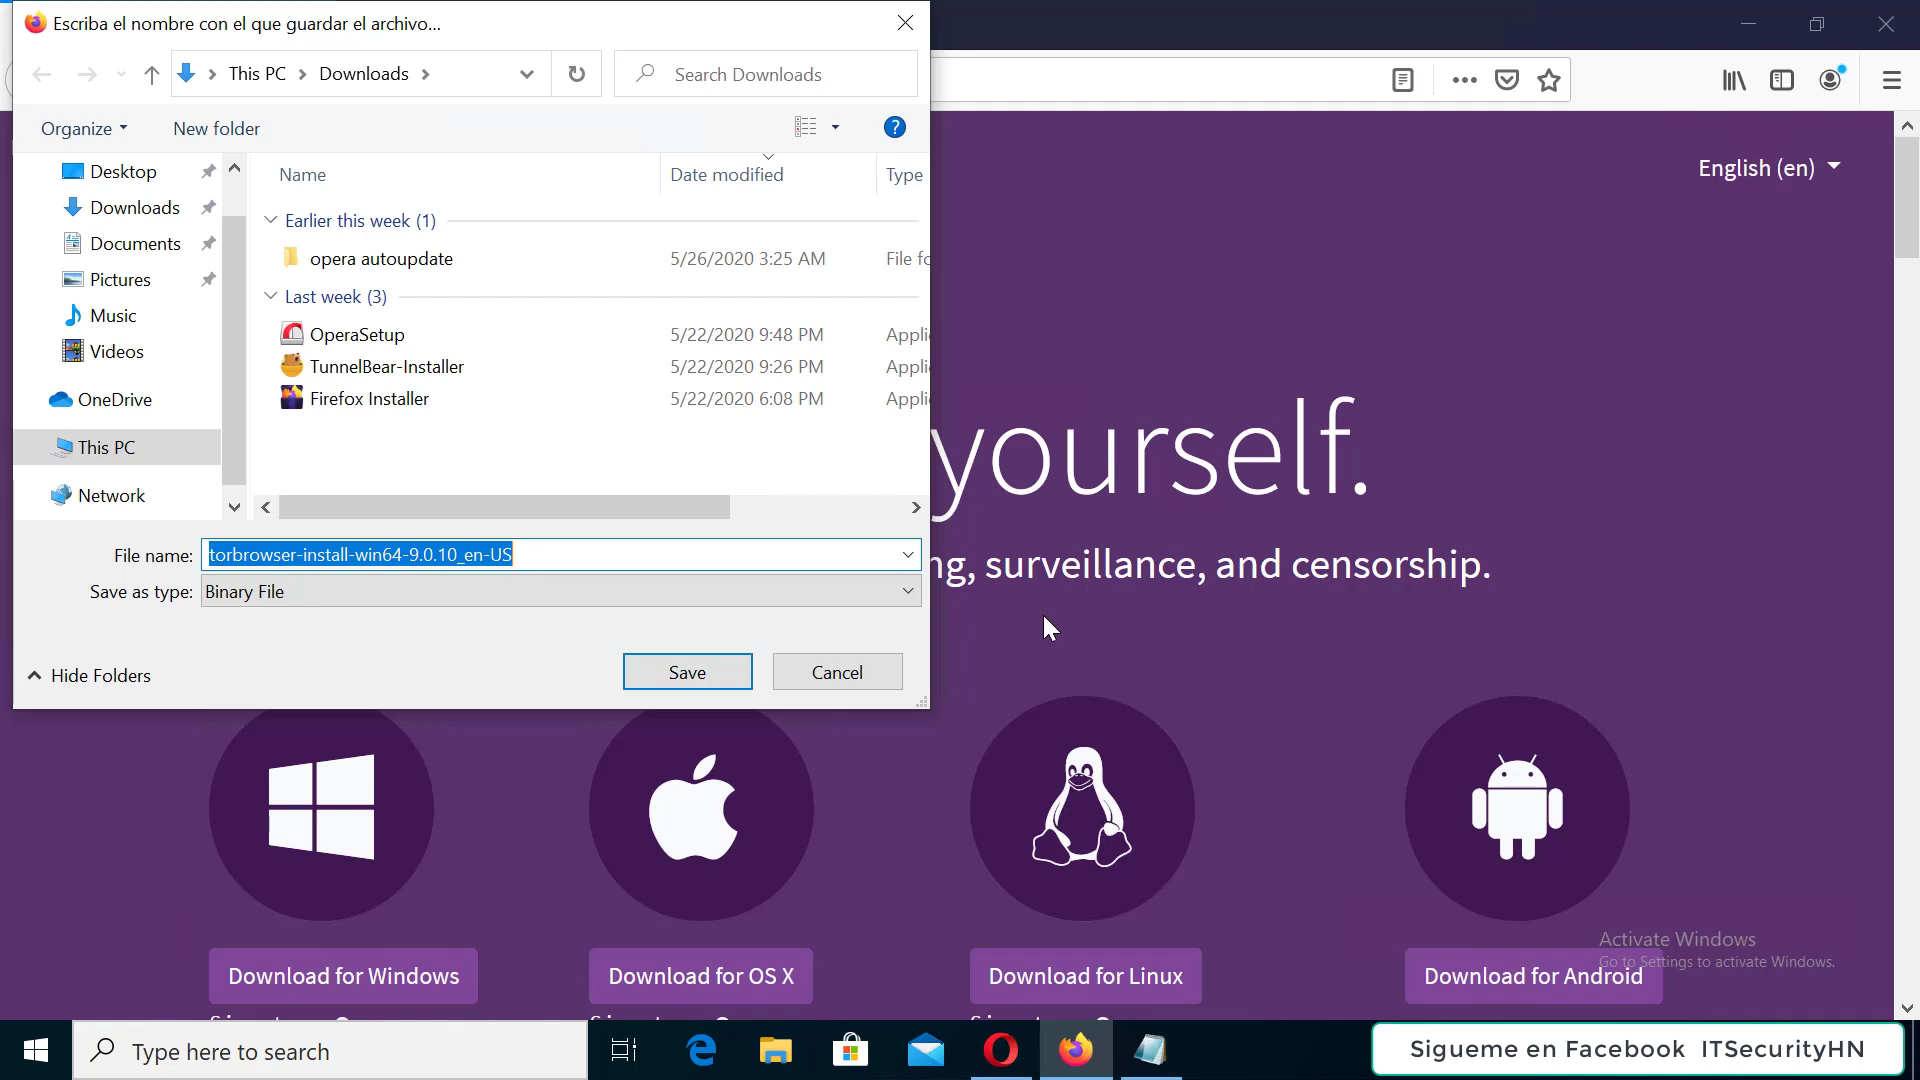 Escriba el nombre con el que guardar el archivo...
This PC
Downloads
Search Downloads
Organize
New folder
?
English (en)
Desktop
Downloads
Documents
Pictures
Music
Videos
OneDrive
This PC
Network
Name
Date modified
Type
Earlier this week (1)
opera autoupdate 5/26/2020 3:25 AM File fo
Last week (3)
OperaSetup 5/22/2020 9:48 PM Appli
TunnelBear-Installer 5/22/2020 9:26 PM Appli
Firefox Installer 5/22/2020 6:08 PM Appli
File name: torbrowser-install-win64-9.0.10_en-US
Save as type: Binary File
Hide Folders
Save
Cancel
yourself.
ng, surveillance, and censorship.
Download for Windows
Download for OS X
Download for Linux
Download for Android
Activate Windows
Go to Settings to activate Windows.
Type here to search
Sigueme en Facebook ITSecurityHN